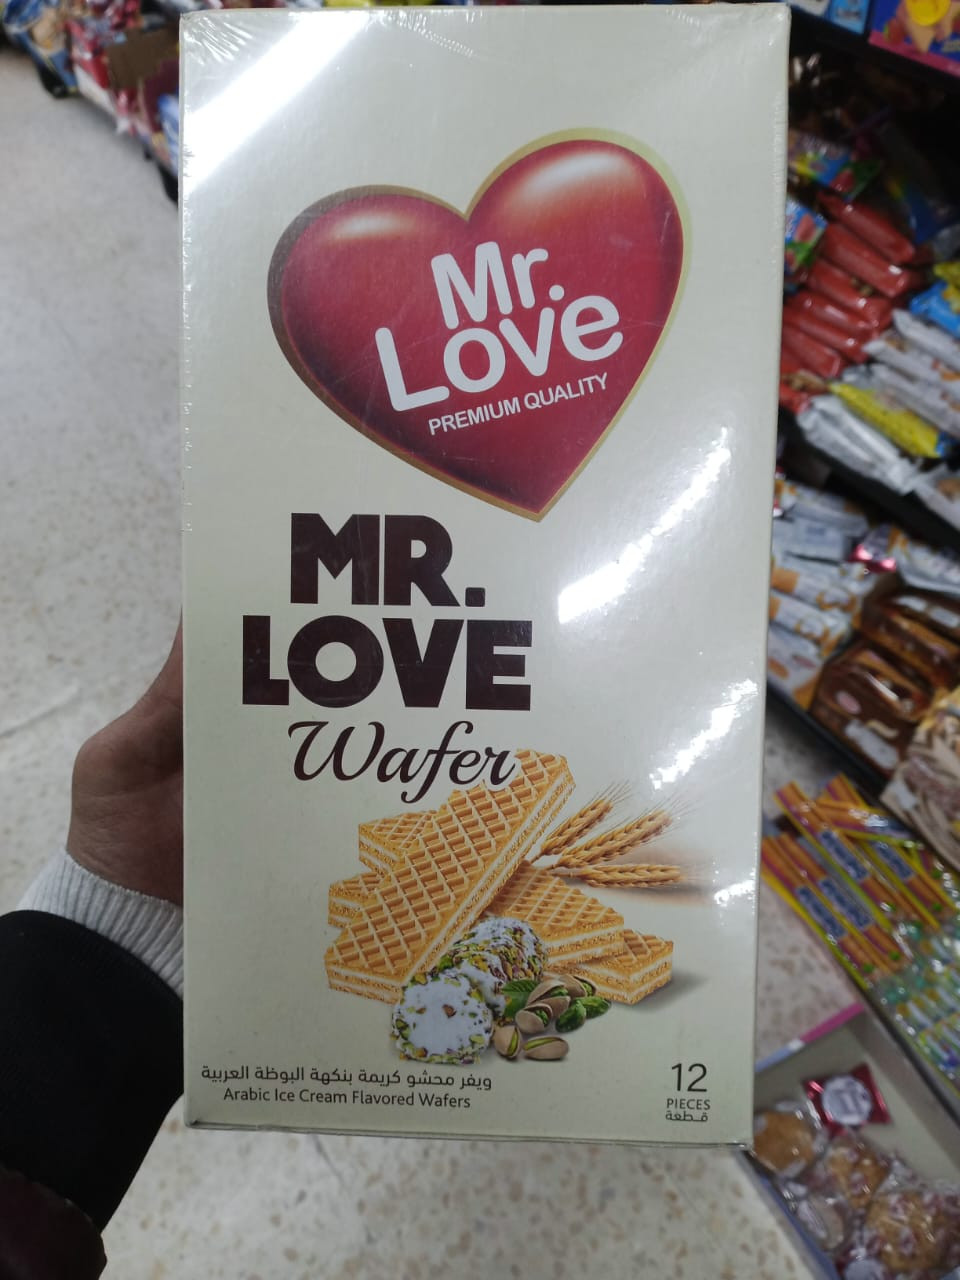 Mr.
Love
PREMIUM QUALITY
MR.
LOVE
Wafer
ويفر محشو كريمة بنكهة البوظة العربية
Arabic Ice Cream Flavored Wafers
12
PIECES
قطعة